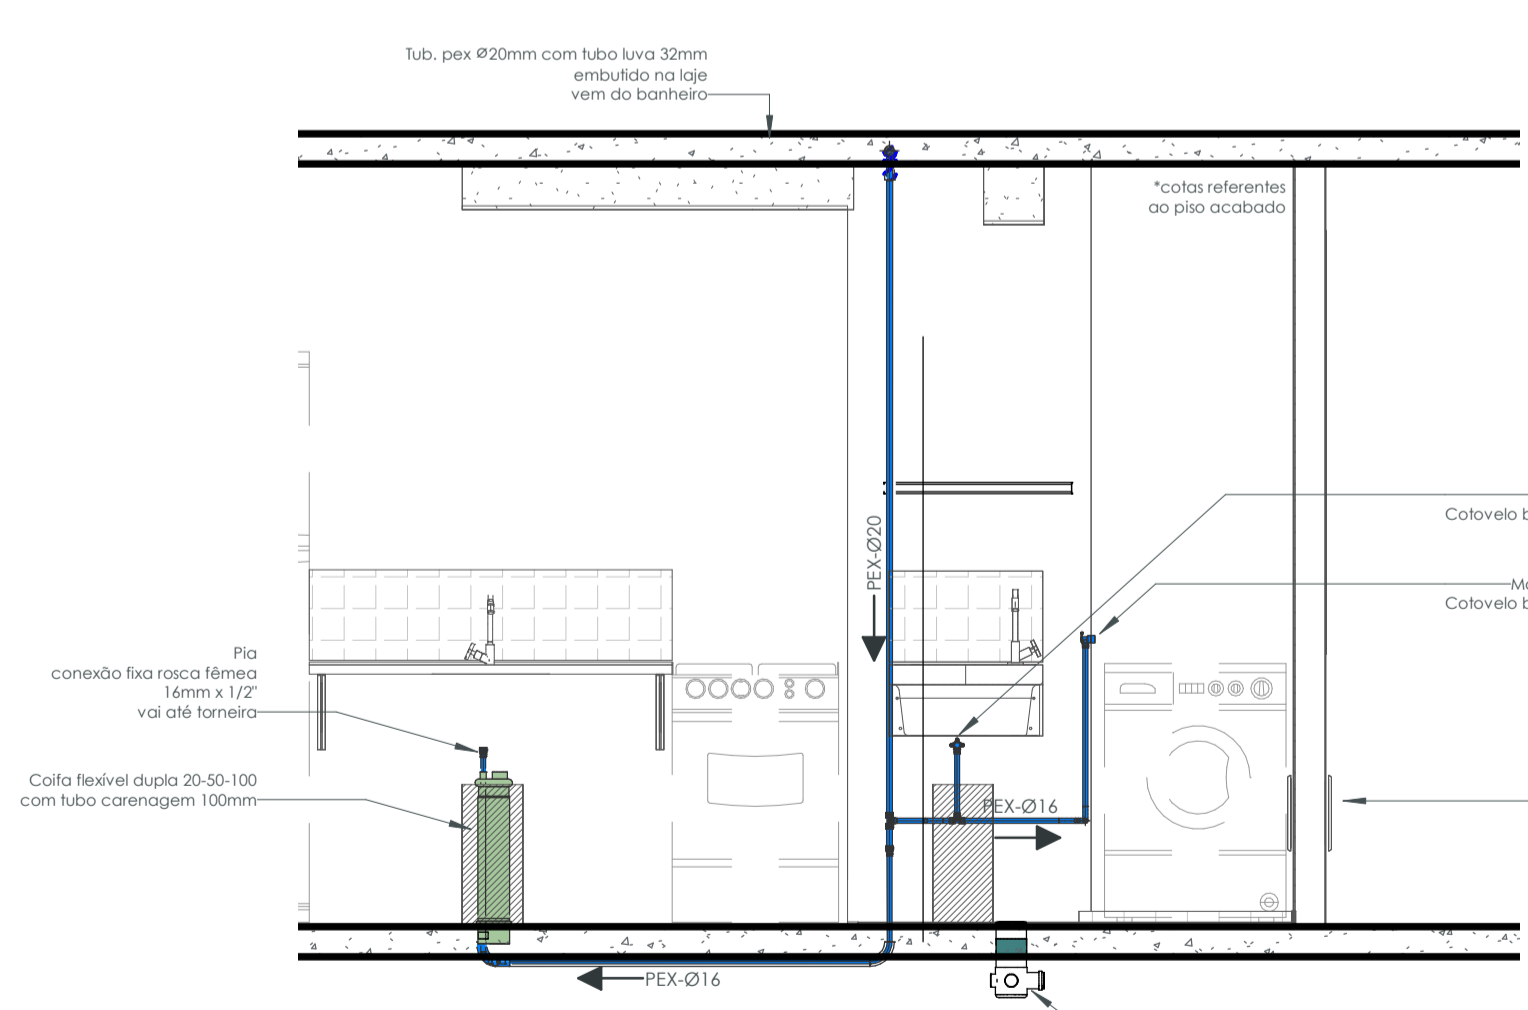 Tub. pex Ø20mm com tubo luva 32mm
embutido na laje
vem do banheiro
*cotas referentes
ao piso acabado
PEX-Ø20
Cotovelo b
Cotovelo b
Pia
conexão fixa rosca fêmea
16mm x 1/2"
vai até torneira
Coifa flexível dupla 20-50-100
com tubo carenagem 100mm
PEX-Ø16
PEX-Ø16